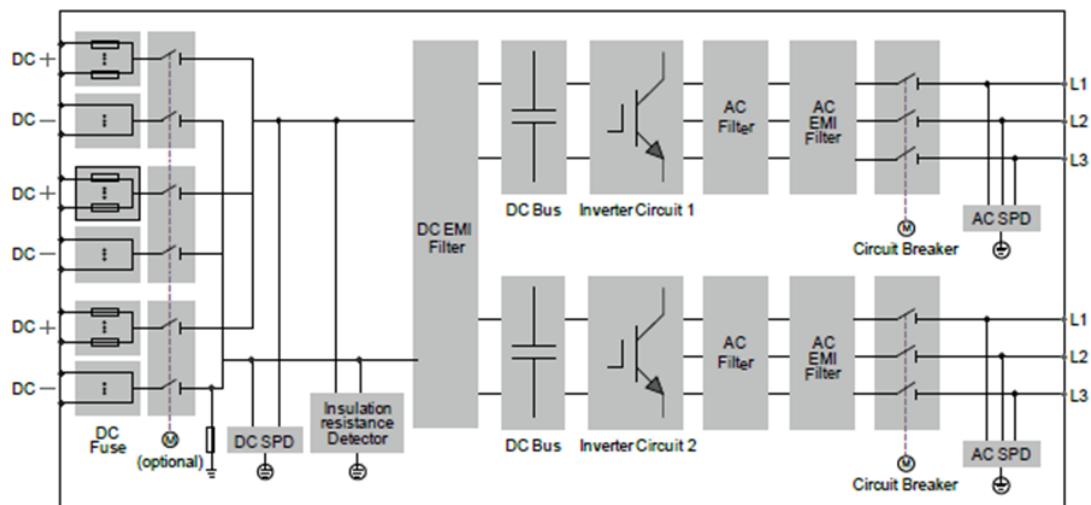 DC +
DC −
DC +
DC −
DC +
DC −
DC
Fuse
M
(optional)
DC SPD
Insulation
resistance
Detector
DC EMI
Filter
DC Bus
Inverter Circuit 1
AC
Filter
AC
EMI
Filter
M
Circuit Breaker
AC SPD
L1
L2
L3
DC Bus
Inverter Circuit 2
AC
Filter
AC
EMI
Filter
M
Circuit Breaker
AC SPD
L1
L2
L3